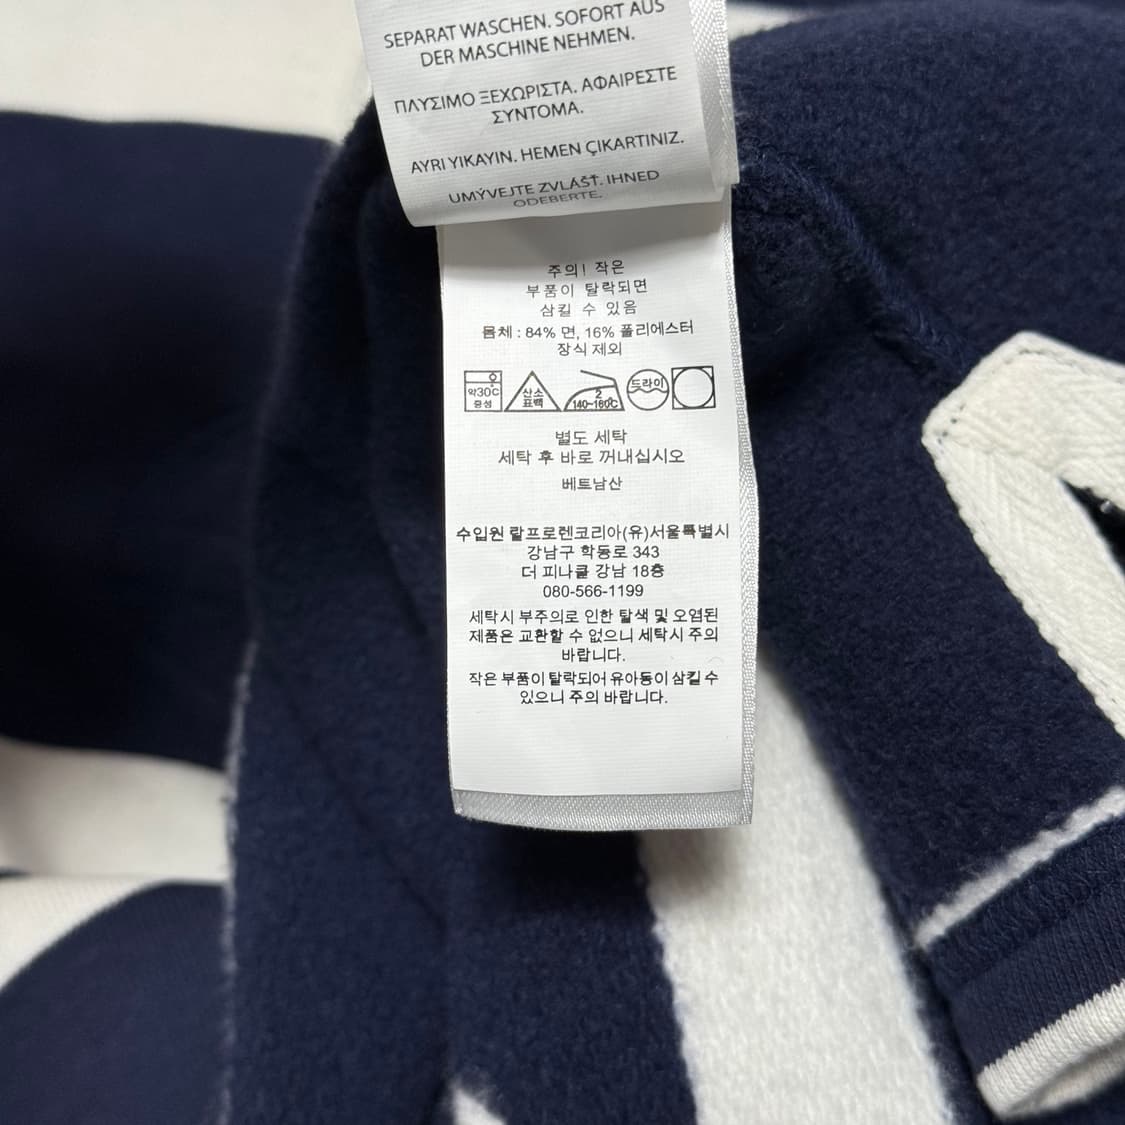 SEPARAT WASCHEN. SOFORT AUS
DER MASCHINE NEHMEN.
ΠΛΥΣΙΜΟ ΞΕΧΩΡΙΣΤΑ. ΑΦΑΙΡΕΣΤΕ
ΣΥΝΤΟΜΑ.
AYRI YIKAYIN. HEMEN ÇIKARTINIZ.
UMÝVEJTE ZVLÁŠŤ. IHNED
ODEBERTE.
주의! 작은
부품이 탈락되면
삼킬 수 있음
몸체 : 84% 면, 16% 폴리에스터
장식 제외
약30℃ 중성 산소 표백 2 140~160℃ 드라이
별도 세탁
세탁 후 바로 꺼내십시오
베트남산
수입원 랄프로렌코리아(유)서울특별시
강남구 학동로 343
더 피나클 강남 18층
080-566-1199
세탁시 부주의로 인한 탈색 및 오염된
제품은 교환할 수 없으니 세탁시 주의
바랍니다.
작은 부품이 탈락되어 유아동이 삼킬 수
있으니 주의 바랍니다.